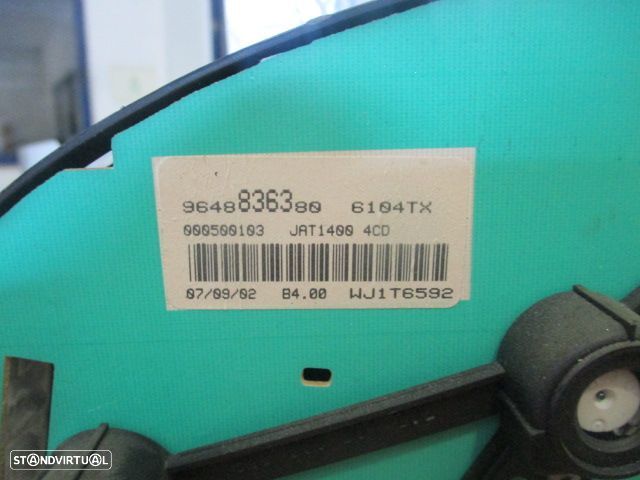 9648836380 6104TX
000500103 JAT1400 4CD
07/09/02 B4.00 WJ1T6592
STANDVIRTUAL